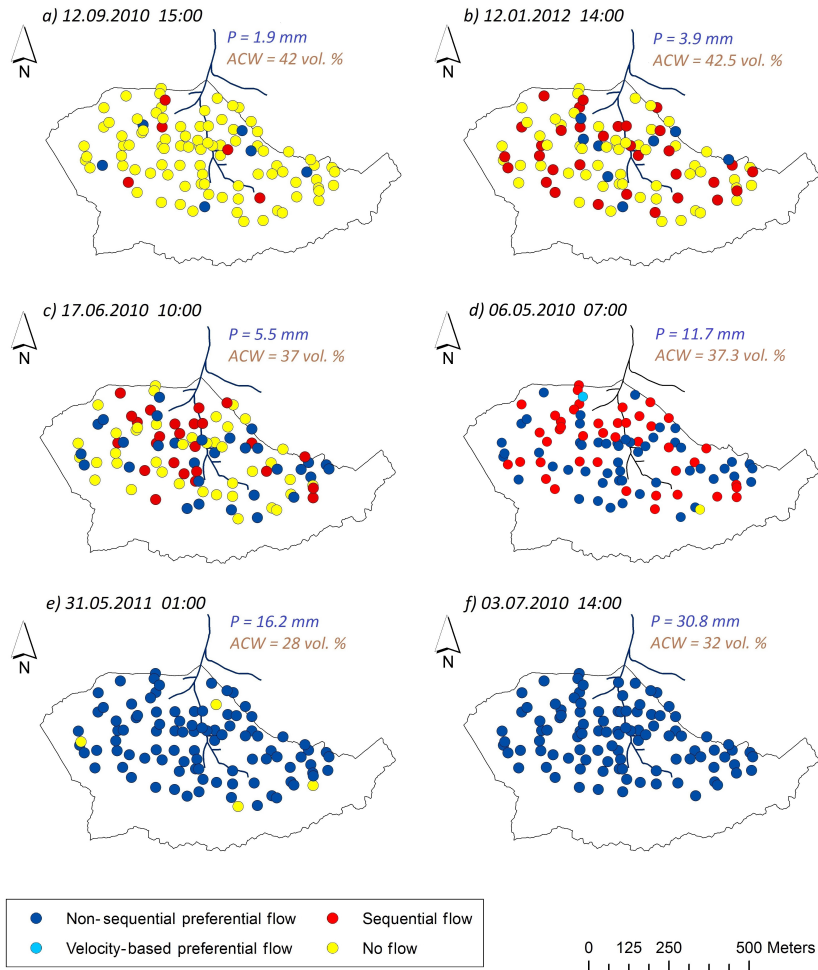 a) 12.09.2010 15:00
P = 1.9 mm
ACW = 42 vol. %
N
b) 12.01.2012 14:00
P = 3.9 mm
ACW = 42.5 vol. %
N
c) 17.06.2010 10:00
P = 5.5 mm
ACW = 37 vol. %
N
d) 06.05.2010 07:00
P = 11.7 mm
ACW = 37.3 vol. %
N
e) 31.05.2011 01:00
P = 16.2 mm
ACW = 28 vol. %
N
f) 03.07.2010 14:00
P = 30.8 mm
ACW = 32 vol. %
N
Non-sequential preferential flow
Sequential flow
Velocity-based preferential flow
No flow
0 125 250 500 Meters